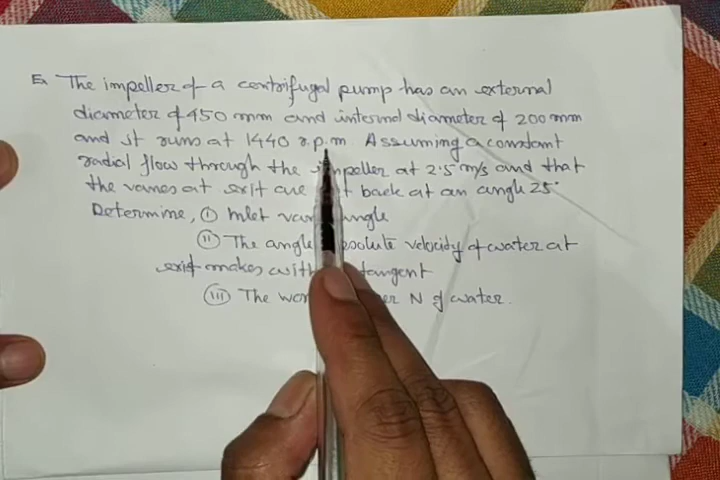 Ex The impeller of a centrifugal pump has an external
diameter of 450 mm and internal diameter of 200 mm
and it runs at 1440 r.p.m Assuming a constant
radial flow through the impeller at 2.5 m/s and that
the vanes at exit are back at an angle 25°
Determine, (i) Inlet vane angle
(ii) The angle absolute velocity of water at
exit makes with tangent
(iii) The N of water.